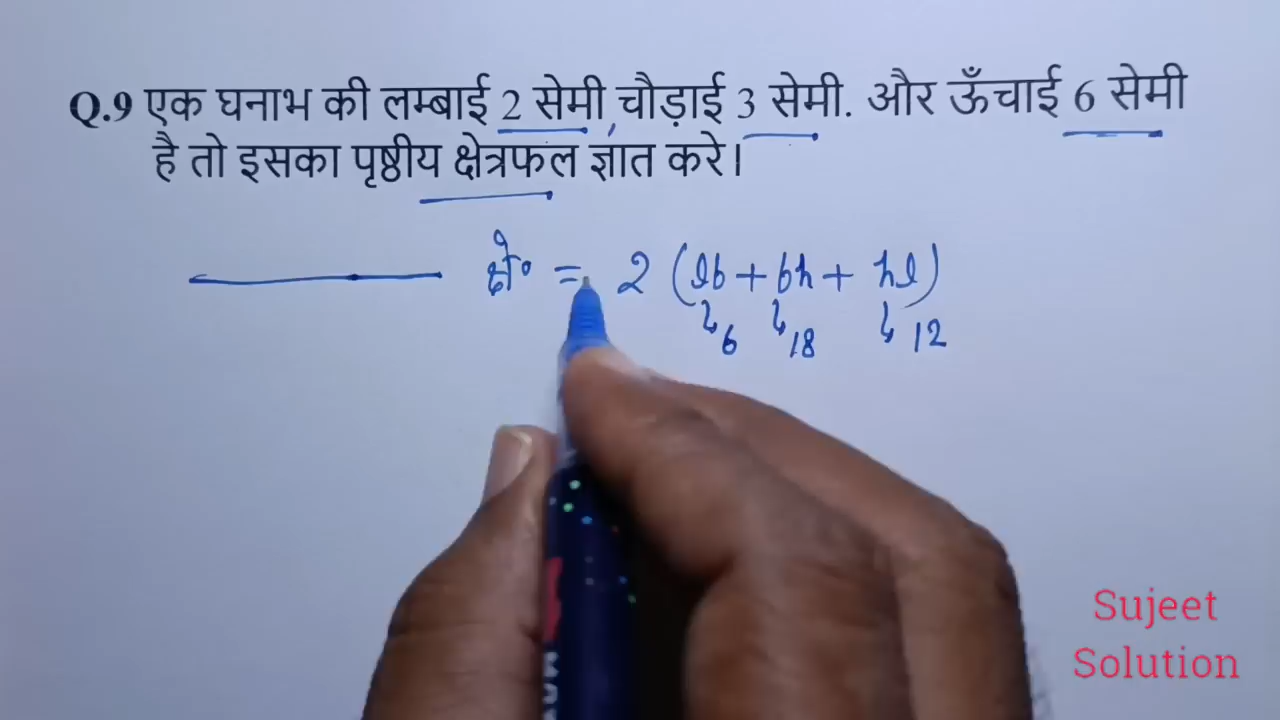 Q.9 एक घनाभ की लम्बाई 2 सेमी, चौड़ाई 3 सेमी. और ऊँचाई 6 सेमी
है तो इसका पृष्ठीय क्षेत्रफल ज्ञात करे।
क्षे० = 2 (lb + bh + hl)
6 18 12
Sujeet
Solution